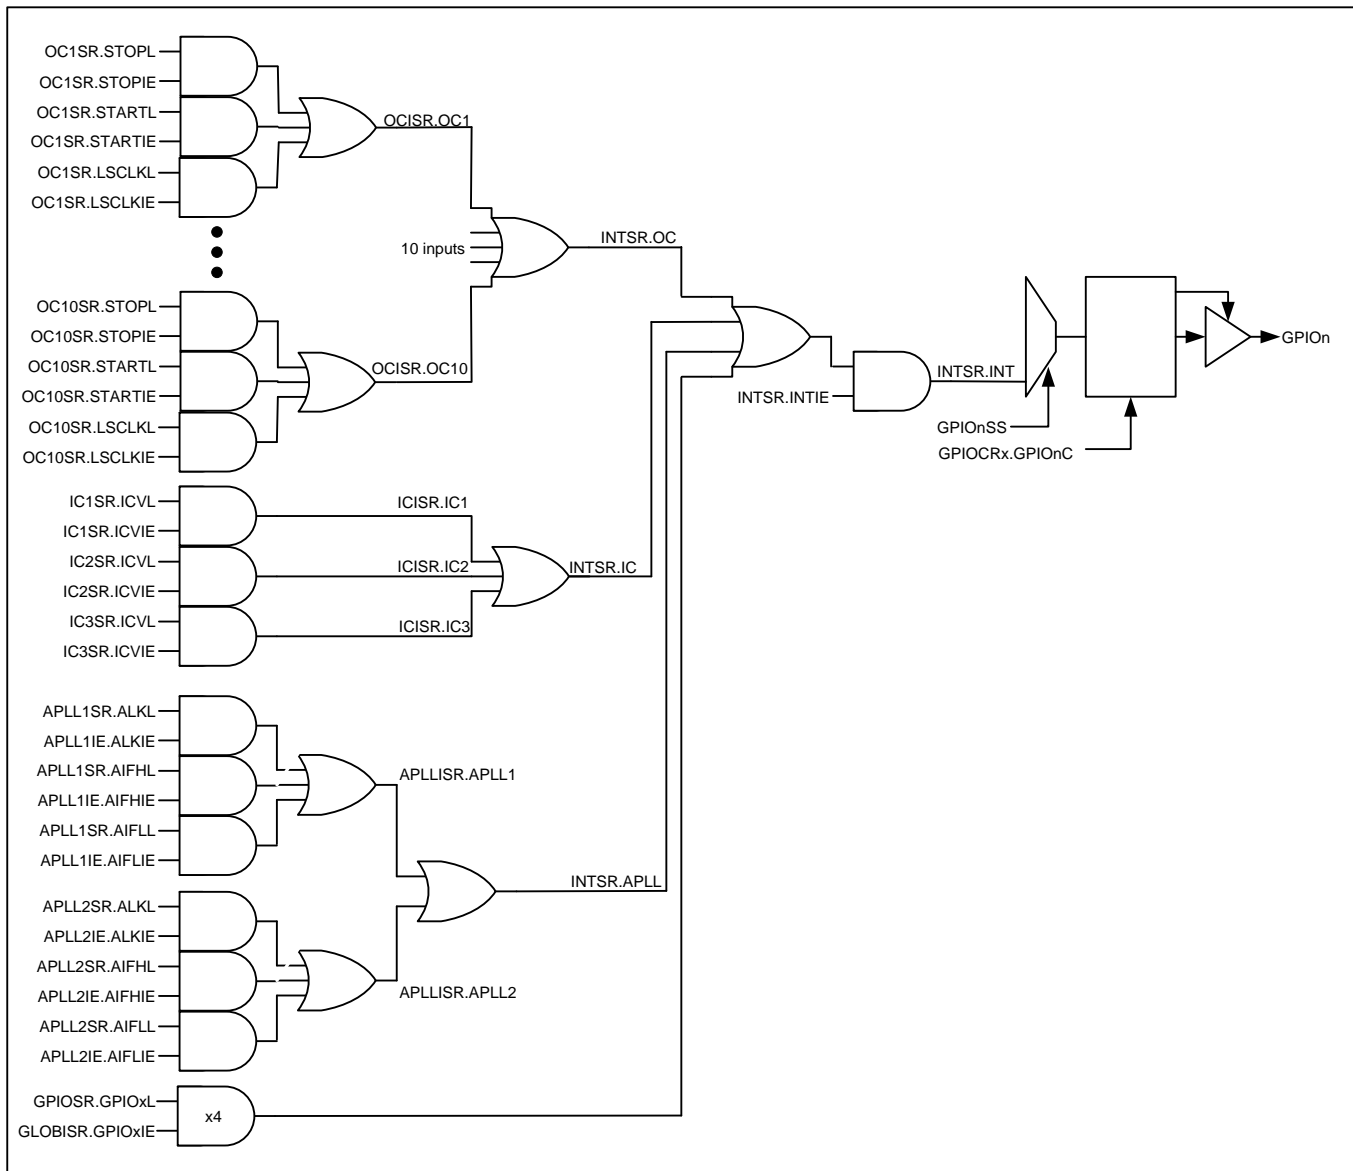 OC1SR.STOPL
OC1SR.STOPIE
OC1SR.STARTL
OC1SR.STARTIE
OC1SR.LSCLKL
OC1SR.LSCLKIE
OCISR.OC1
10 inputs
INTSR.OC
OC10SR.STOPL
OC10SR.STOPIE
OC10SR.STARTL
OC10SR.STARTIE
OC10SR.LSCLKL
OC10SR.LSCLKIE
OCISR.OC10
INTSR.INTIE
INTSR.INT
GPIOnSS
GPIOCRx.GPIOnC
GPIOn
IC1SR.ICVL
IC1SR.ICVIE
IC2SR.ICVL
IC2SR.ICVIE
IC3SR.ICVL
IC3SR.ICVIE
ICISR.IC1
ICISR.IC2
ICISR.IC3
INTSR.IC
APLL1SR.ALKL
APLL1IE.ALKIE
APLL1SR.AIFHL
APLL1IE.AIFHIE
APLL1SR.AIFLL
APLL1IE.AIFLIE
APLLISR.APLL1
INTSR.APLL
APLL2SR.ALKL
APLL2IE.ALKIE
APLL2SR.AIFHL
APLL2IE.AIFHIE
APLL2SR.AIFLL
APLL2IE.AIFLIE
APLLISR.APLL2
GPIOSR.GPIOxL
GLOBISR.GPIOxIE
x4